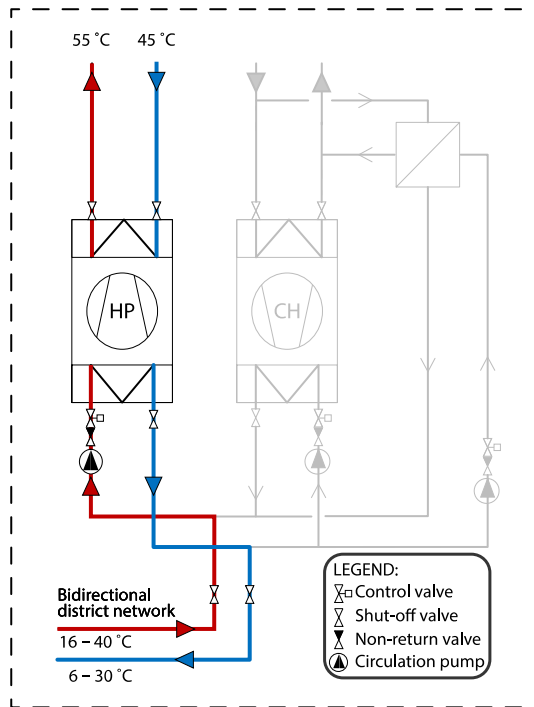 55 °C 45 °C
HP CH
Bidirectional
district network
16 – 40 °C
6 – 30 °C
LEGEND:
Control valve
Shut-off valve
Non-return valve
Circulation pump